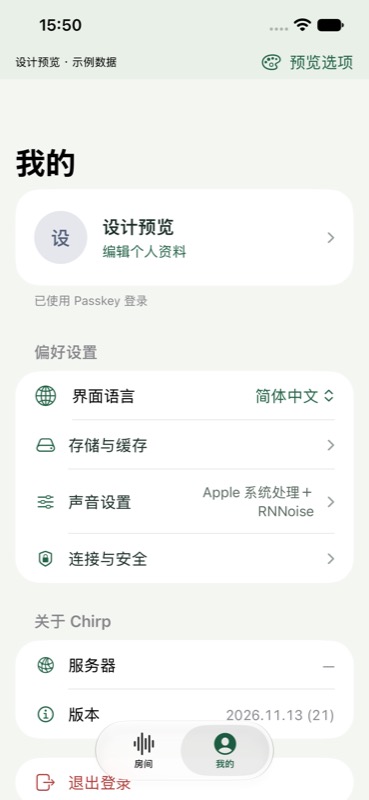 15:50
设计预览 · 示例数据
预览选项
我的
设
设计预览
编辑个人资料
已使用 Passkey 登录
偏好设置
界面语言
简体中文
存储与缓存
声音设置
Apple 系统处理＋
RNNoise
连接与安全
关于 Chirp
服务器
—
版本
2026.11.13 (21)
退出登录
房间
我的